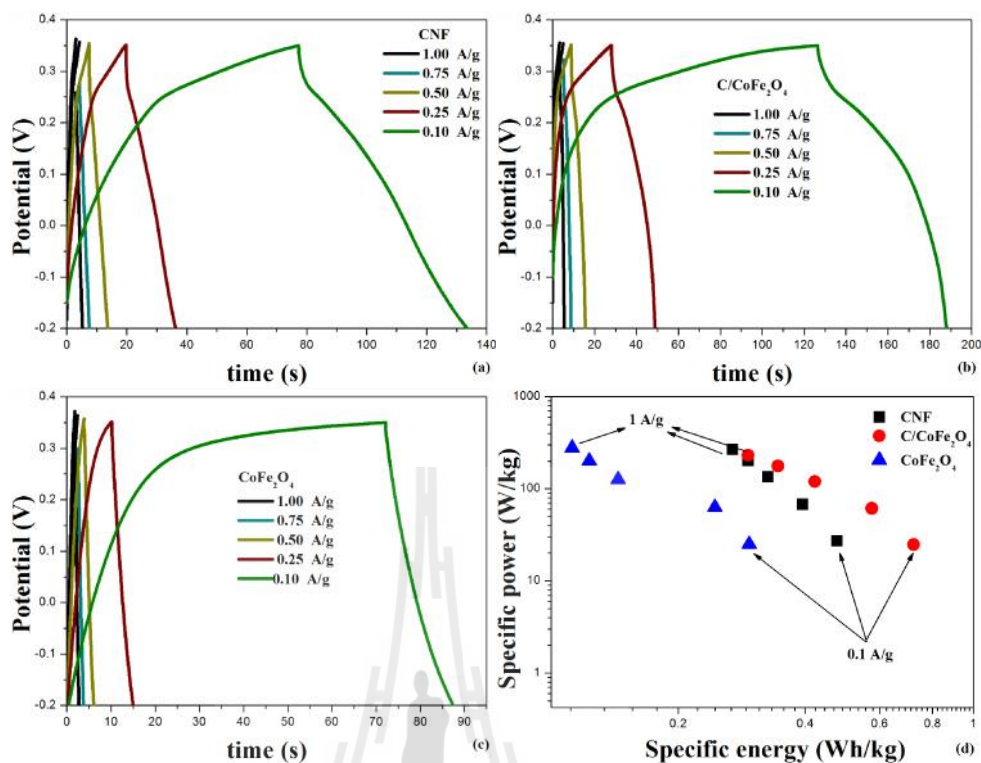 0.4
0.3
0.2
0.1
0.0
-0.1
-0.2
Potential (V)
CNF
1.00 A/g
0.75 A/g
0.50 A/g
0.25 A/g
0.10 A/g
0 20 40 60 80 100 120 140
time (s)
(a)
0.4
0.3
0.2
0.1
0.0
-0.1
-0.2
Potential (V)
C/CoFe₂O₄
1.00 A/g
0.75 A/g
0.50 A/g
0.25 A/g
0.10 A/g
0 20 40 60 80 100 120 140 160 180 200
time (s)
(b)
0.4
0.3
0.2
0.1
0.0
-0.1
-0.2
Potential (V)
CoFe₂O₄
1.00 A/g
0.75 A/g
0.50 A/g
0.25 A/g
0.10 A/g
0 10 20 30 40 50 60 70 80 90
time (s)
(c)
1000
100
10
1
Specific power (W/kg)
1 A/g
CNF
C/CoFe₂O₄
CoFe₂O₄
0.1 A/g
0.2 0.4 0.6 0.8 1
Specific energy (Wh/kg)
(d)